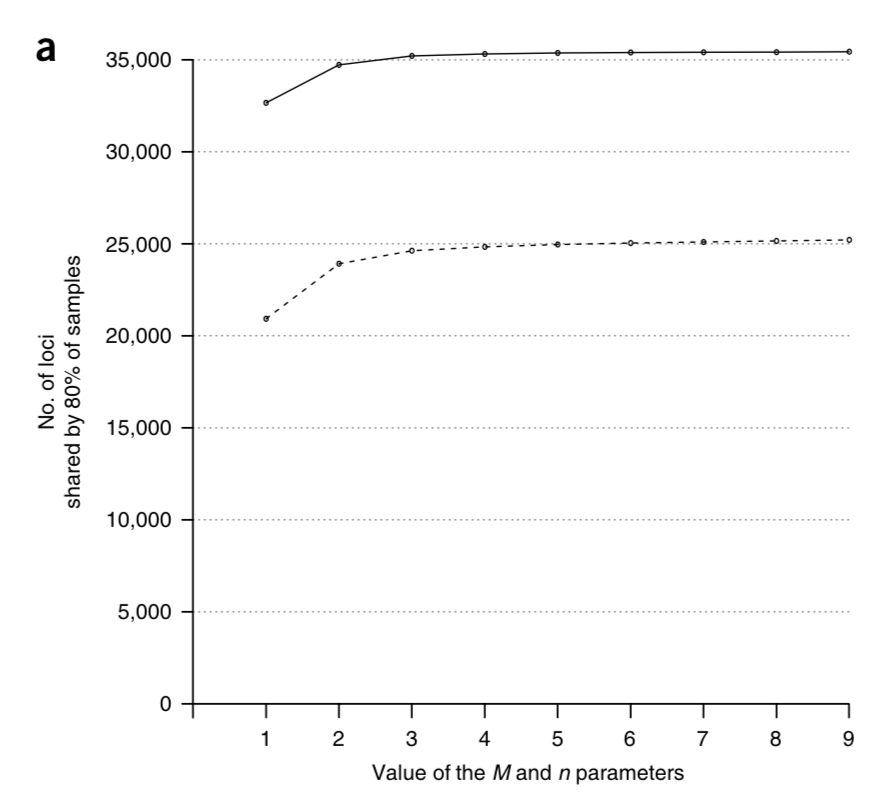 a
35,000
30,000
25,000
20,000
15,000
10,000
5,000
0
No. of loci
shared by 80% of samples
1 2 3 4 5 6 7 8 9
Value of the M and n parameters